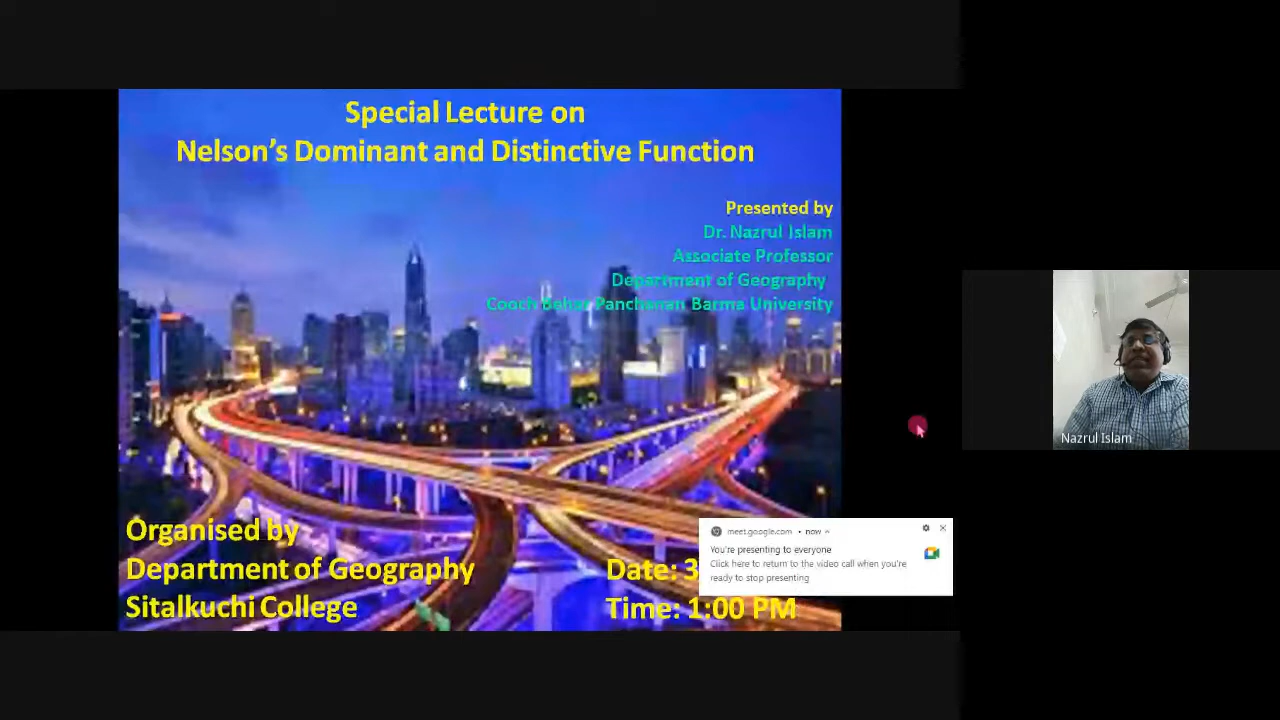 Special Lecture on
Nelson's Dominant and Distinctive Function
Presented by
Dr. Nazrul Islam
Associate Professor
Department of Geography
Cooch Behar Panchanan Barma University
Organised by
Department of Geography
Sitalkuchi College
Date: 3
Time: 1:00 PM
meet.google.com • now
You're presenting to everyone
Click here to return to the video call when you're
ready to stop presenting
Nazrul Islam